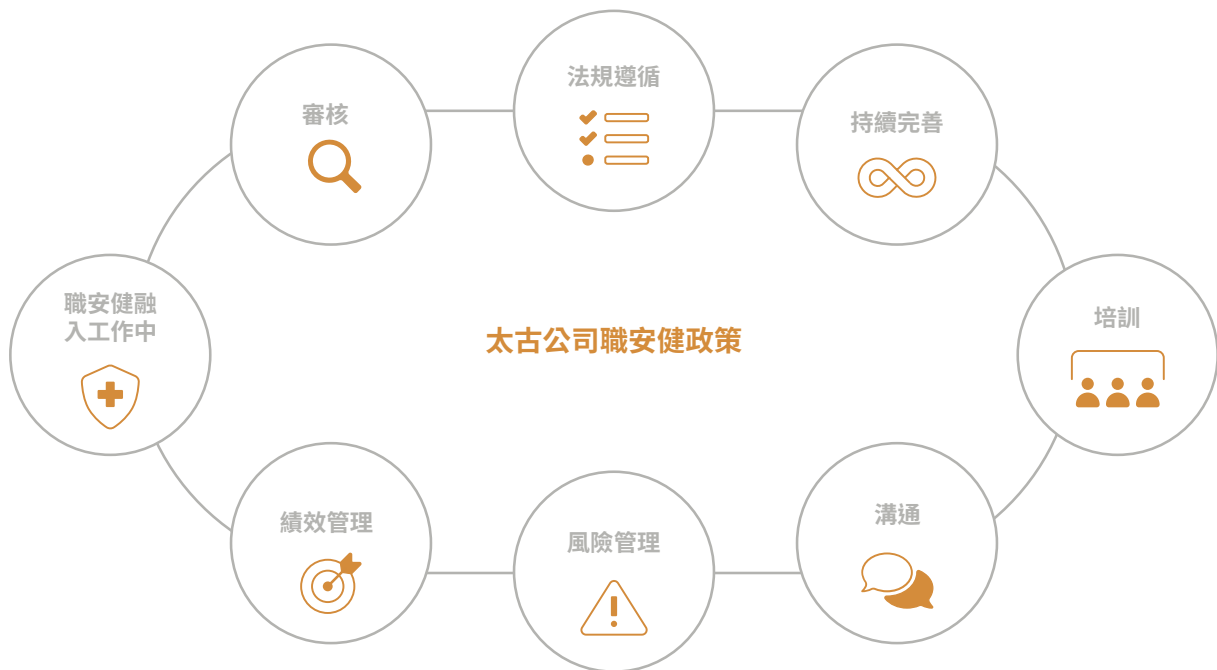 法規遵循
審核
持續完善
職安健融
入工作中
太古公司職安健政策
培訓
績效管理
風險管理
溝通